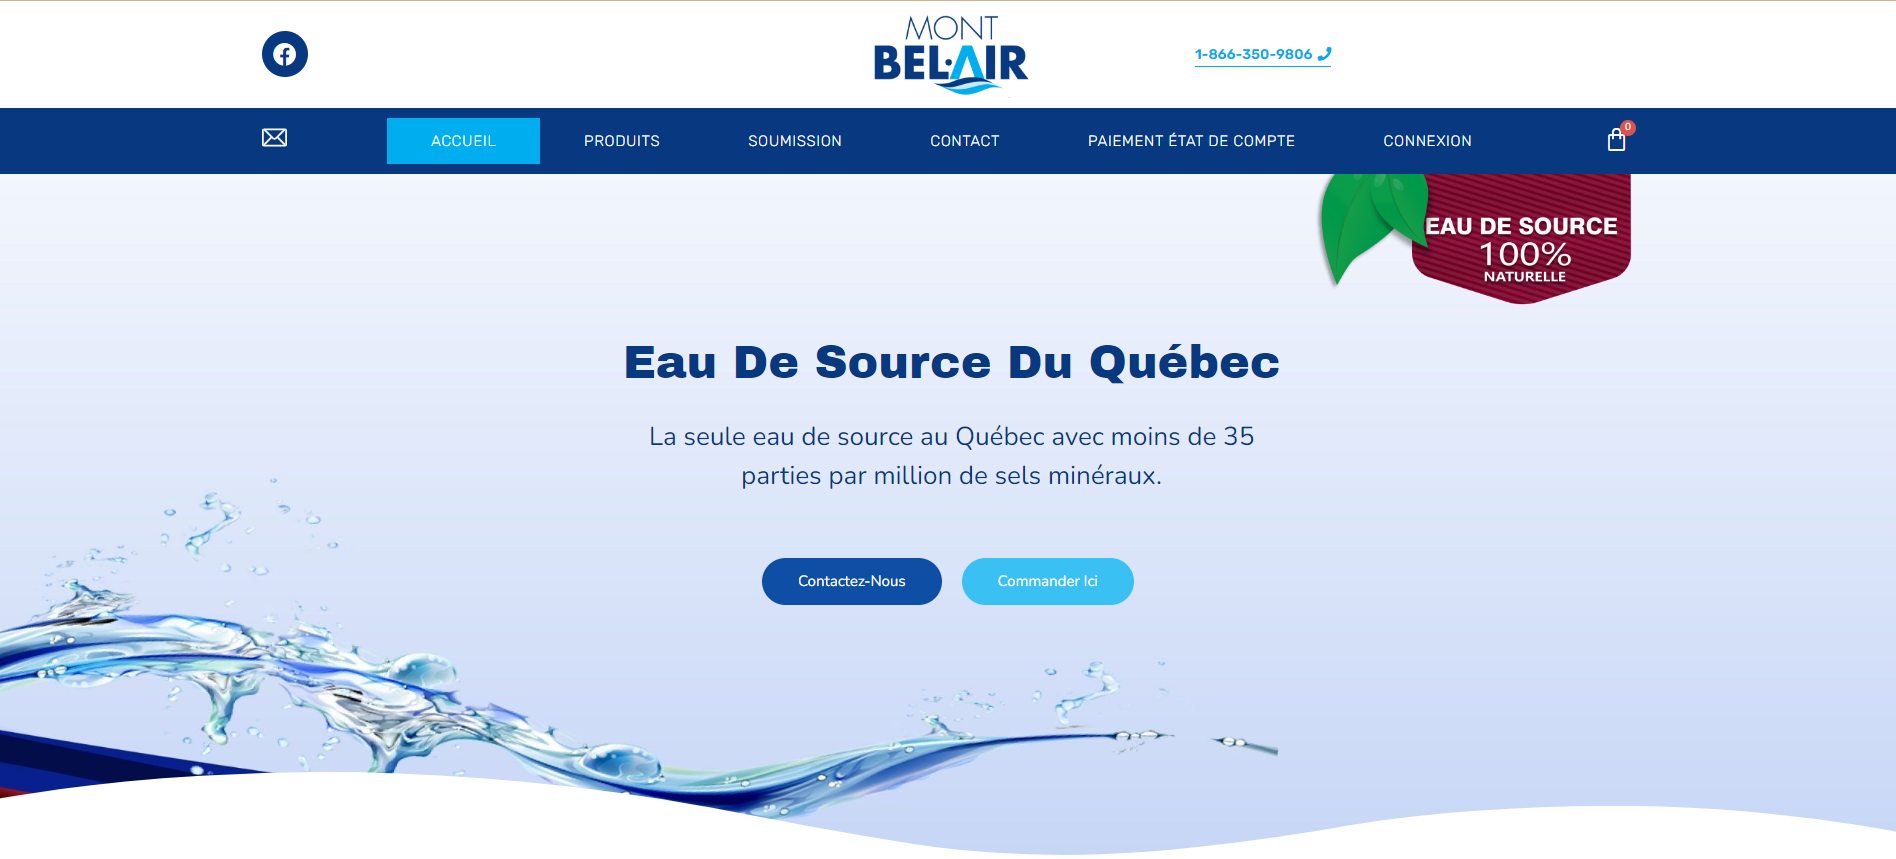 MONT
BEL·AIR
1-866-350-9806
ACCUEIL
PRODUITS
SOUMISSION
CONTACT
PAIEMENT ÉTAT DE COMPTE
CONNEXION
0
EAU DE SOURCE
100%
NATURELLE
Eau De Source Du Québec
La seule eau de source au Québec avec moins de 35
parties par million de sels minéraux.
Contactez-Nous
Commander Ici